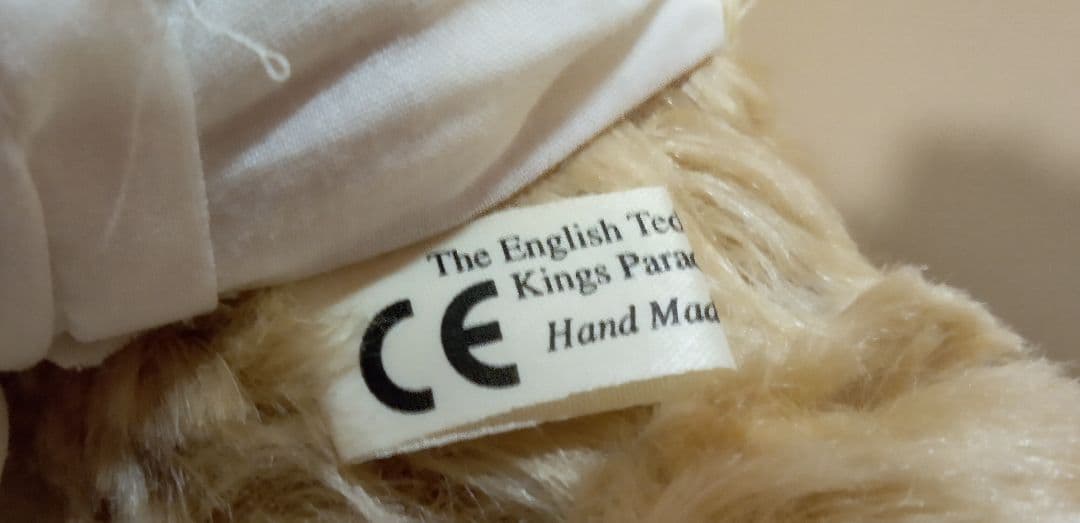 The English Ted
CE Kings Parad
Hand Mad